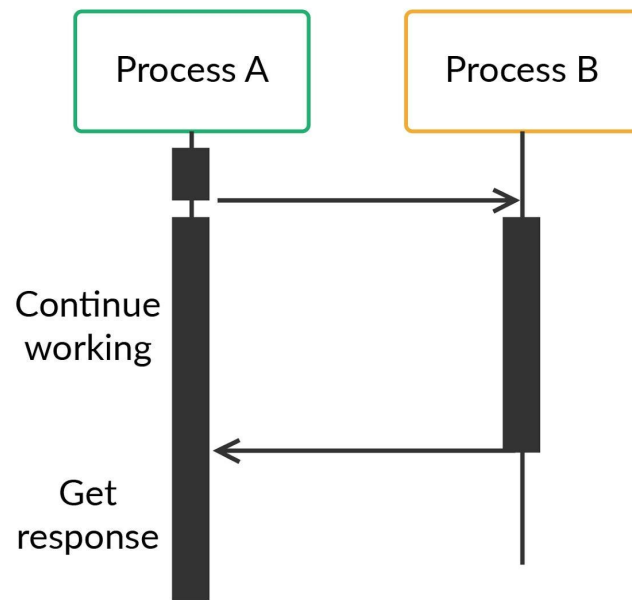 Process A
Process B
Continue
working
Get
response